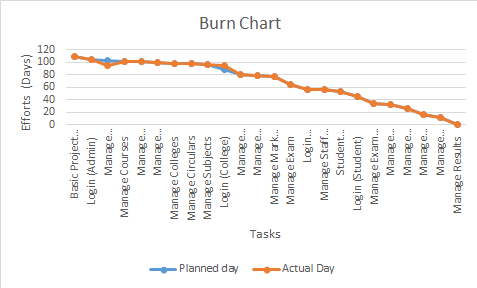 Burn Chart
Efforts (Days)
120
100
80
60
40
20
0
Basic Project...
Login (Admin)
Manage...
Manage Courses
Manage...
Manage...
Manage Colleges
Manage Circulars
Manage Subjects
Login (College)
Manage...
Manage...
Manage Mark...
Manage Exam
Login...
Manage Staff...
Student...
Login (Student)
Manage Exam...
Manage...
Manage...
Manage...
Manage...
Manage Results
Tasks
Planned day
Actual Day